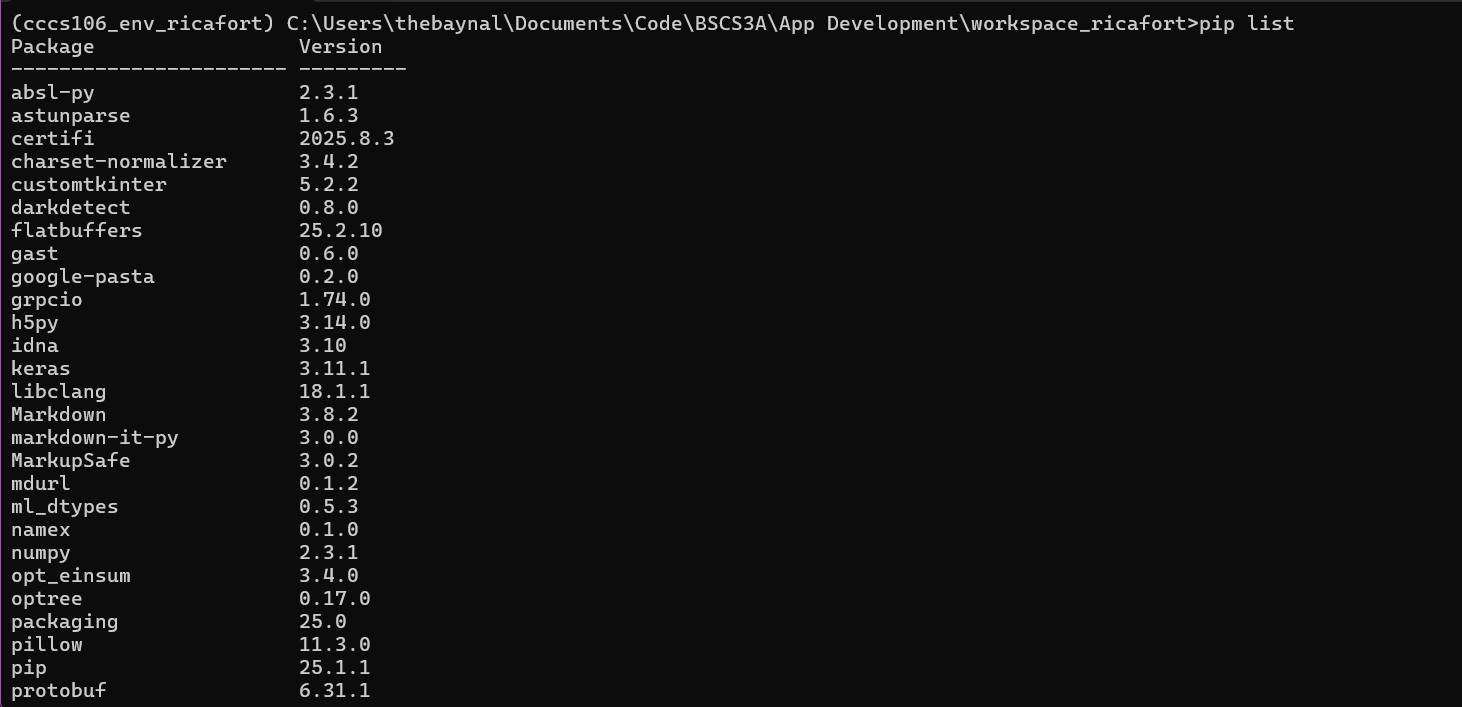 (cccs106_env_ricafort) C:\Users\thebaynal\Documents\Code\BSCS3A\App Development\workspace_ricafort>pip list
Package                 Version
----------------------- ---------
absl-py                 2.3.1
astunparse              1.6.3
certifi                 2025.8.3
charset-normalizer      3.4.2
customtkinter           5.2.2
darkdetect              0.8.0
flatbuffers             25.2.10
gast                    0.6.0
google-pasta            0.2.0
grpcio                  1.74.0
h5py                    3.14.0
idna                    3.10
keras                   3.11.1
libclang                18.1.1
Markdown                3.8.2
markdown-it-py          3.0.0
MarkupSafe              3.0.2
mdurl                   0.1.2
ml_dtypes               0.5.3
namex                   0.1.0
numpy                   2.3.1
opt_einsum              3.4.0
optree                  0.17.0
packaging               25.0
pillow                  11.3.0
pip                     25.1.1
protobuf                6.31.1